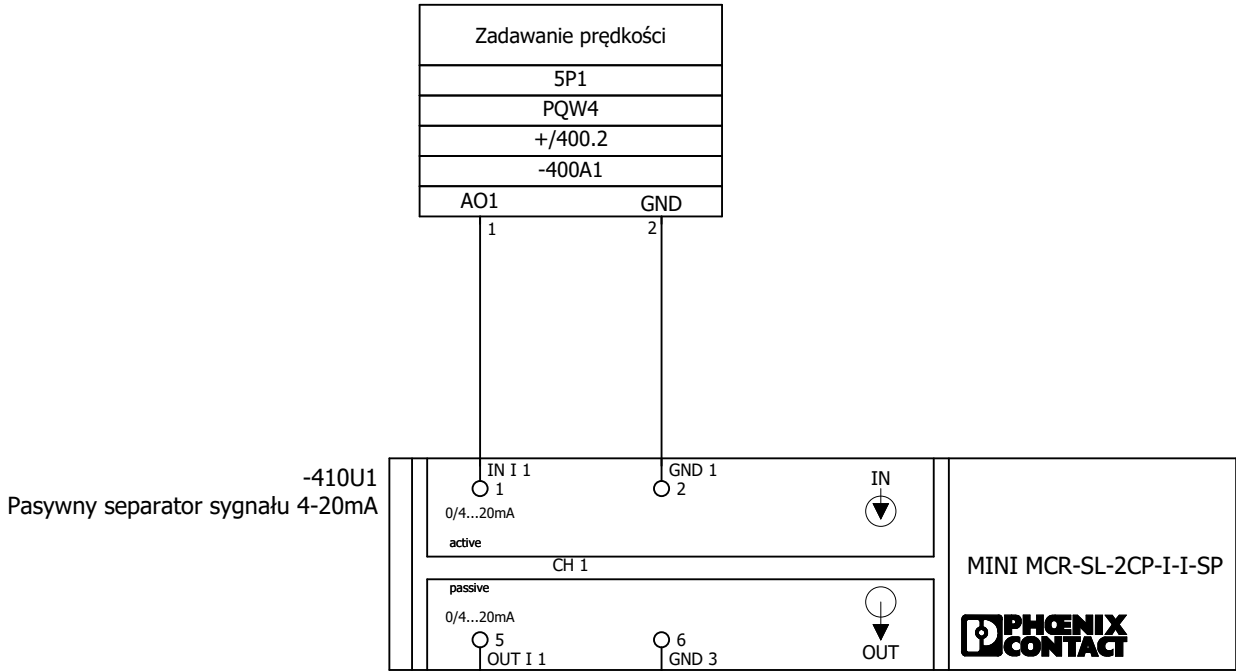 Zadawanie prędkości
5P1
PQW4
+/400.2
-400A1
AO1 GND
1 2
-410U1
Pasywny separator sygnału 4-20mA
IN I 1 GND 1 IN
1 2
0/4...20mA
active
CH 1
MINI MCR-SL-2CP-I-I-SP
passive
0/4...20mA
5 6
OUT I 1 GND 3 OUT
PHŒNIX
CONTACT